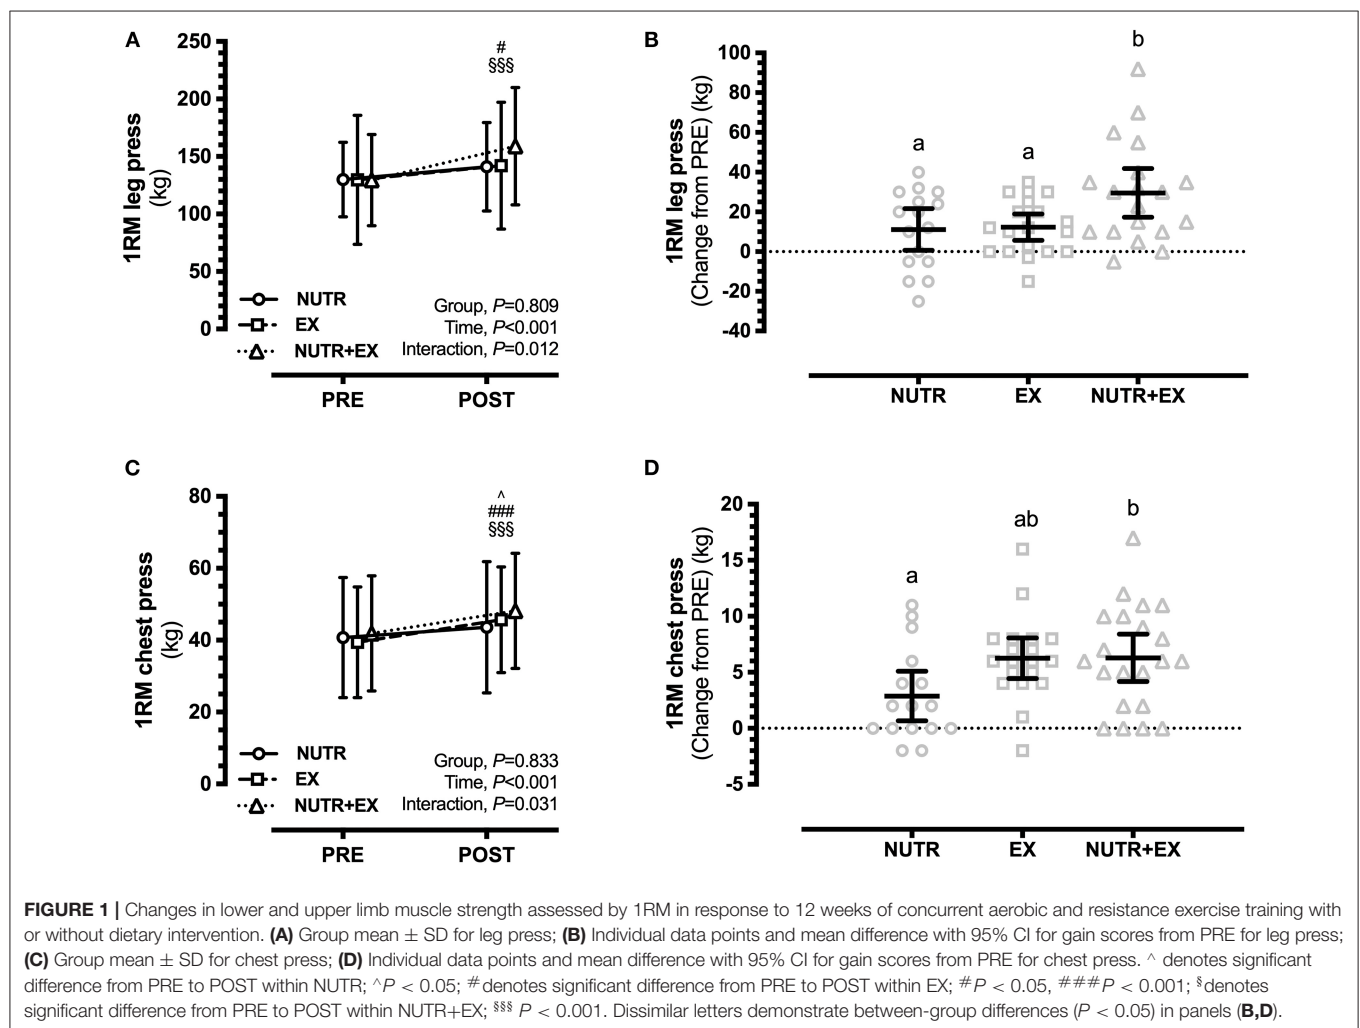 A
250
200
150
100
50
0
1RM leg press
(kg)
#
§§§
NUTR
EX
NUTR+EX
Group, P=0.809
Time, P<0.001
Interaction, P=0.012
PRE
POST
B
100
80
60
40
20
0
-20
-40
1RM leg press
(Change from PRE) (kg)
a
a
b
NUTR
EX
NUTR+EX
C
80
60
40
20
0
1RM chest press
(kg)
^
###
§§§
NUTR
EX
NUTR+EX
Group, P=0.833
Time, P<0.001
Interaction, P=0.031
PRE
POST
D
20
15
10
5
0
-5
1RM chest press
(Change from PRE) (kg)
a
ab
b
NUTR
EX
NUTR+EX
FIGURE 1 | Changes in lower and upper limb muscle strength assessed by 1RM in response to 12 weeks of concurrent aerobic and resistance exercise training with
or without dietary intervention. (A) Group mean ± SD for leg press; (B) Individual data points and mean difference with 95% CI for gain scores from PRE for leg press;
(C) Group mean ± SD for chest press; (D) Individual data points and mean difference with 95% CI for gain scores from PRE for chest press. ^ denotes significant
difference from PRE to POST within NUTR; ^P < 0.05; #denotes significant difference from PRE to POST within EX; #P < 0.05, ###P < 0.001; §denotes
significant difference from PRE to POST within NUTR+EX; §§§ P < 0.001. Dissimilar letters demonstrate between-group differences (P < 0.05) in panels (B,D).